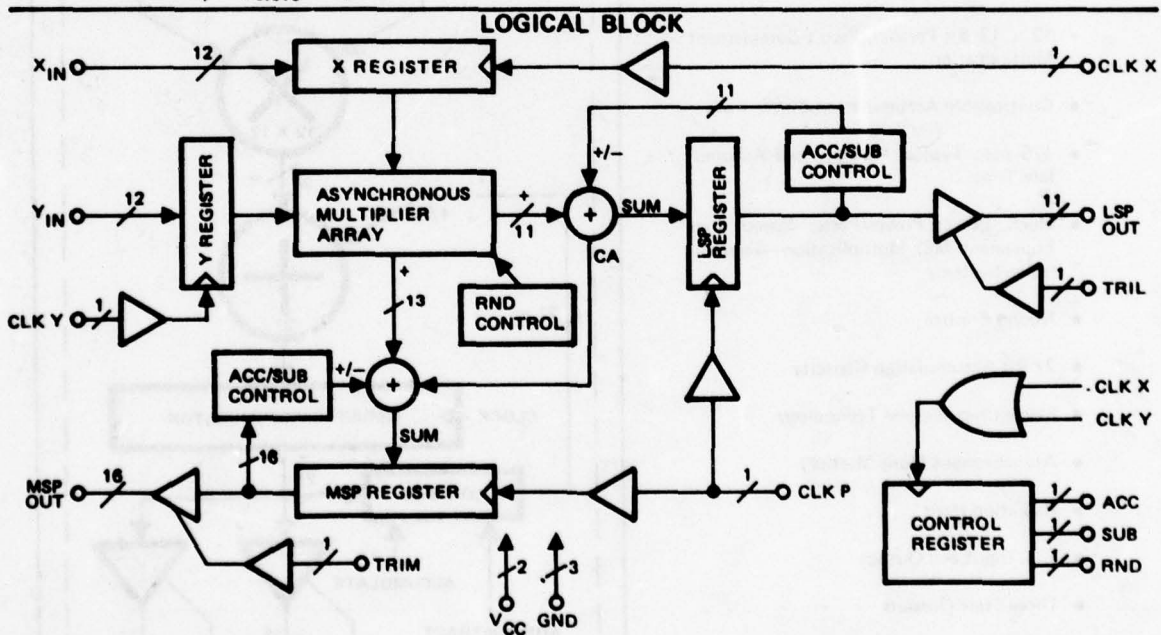 LOGICAL BLOCK
X IN
12
X REGISTER
1
CLK X
11
+/–
ACC/SUB
CONTROL
Y IN
12
Y REGISTER
ASYNCHRONOUS
MULTIPLIER
ARRAY
+
11
+
SUM
LSP
REGISTER
11
LSP
OUT
CA
+
13
RND
CONTROL
1
TRIL
CLK Y
1
ACC/SUB
CONTROL
+/–
+
SUM
CLK X
CLK Y
16
MSP
OUT
16
MSP REGISTER
1
CLK P
CONTROL
REGISTER
1
ACC
1
SUB
1
RND
1
TRIM
2
3
VCC
GND